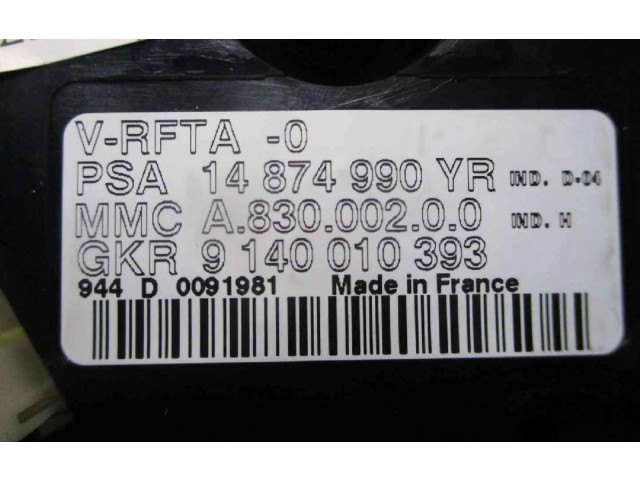 V-RFTA -0
PSA 14 874 990 YR IND. D-04
MMC A.830.002.0.0 IND. H
GKR 9 140 010 393
944 D 0091981 Made in France